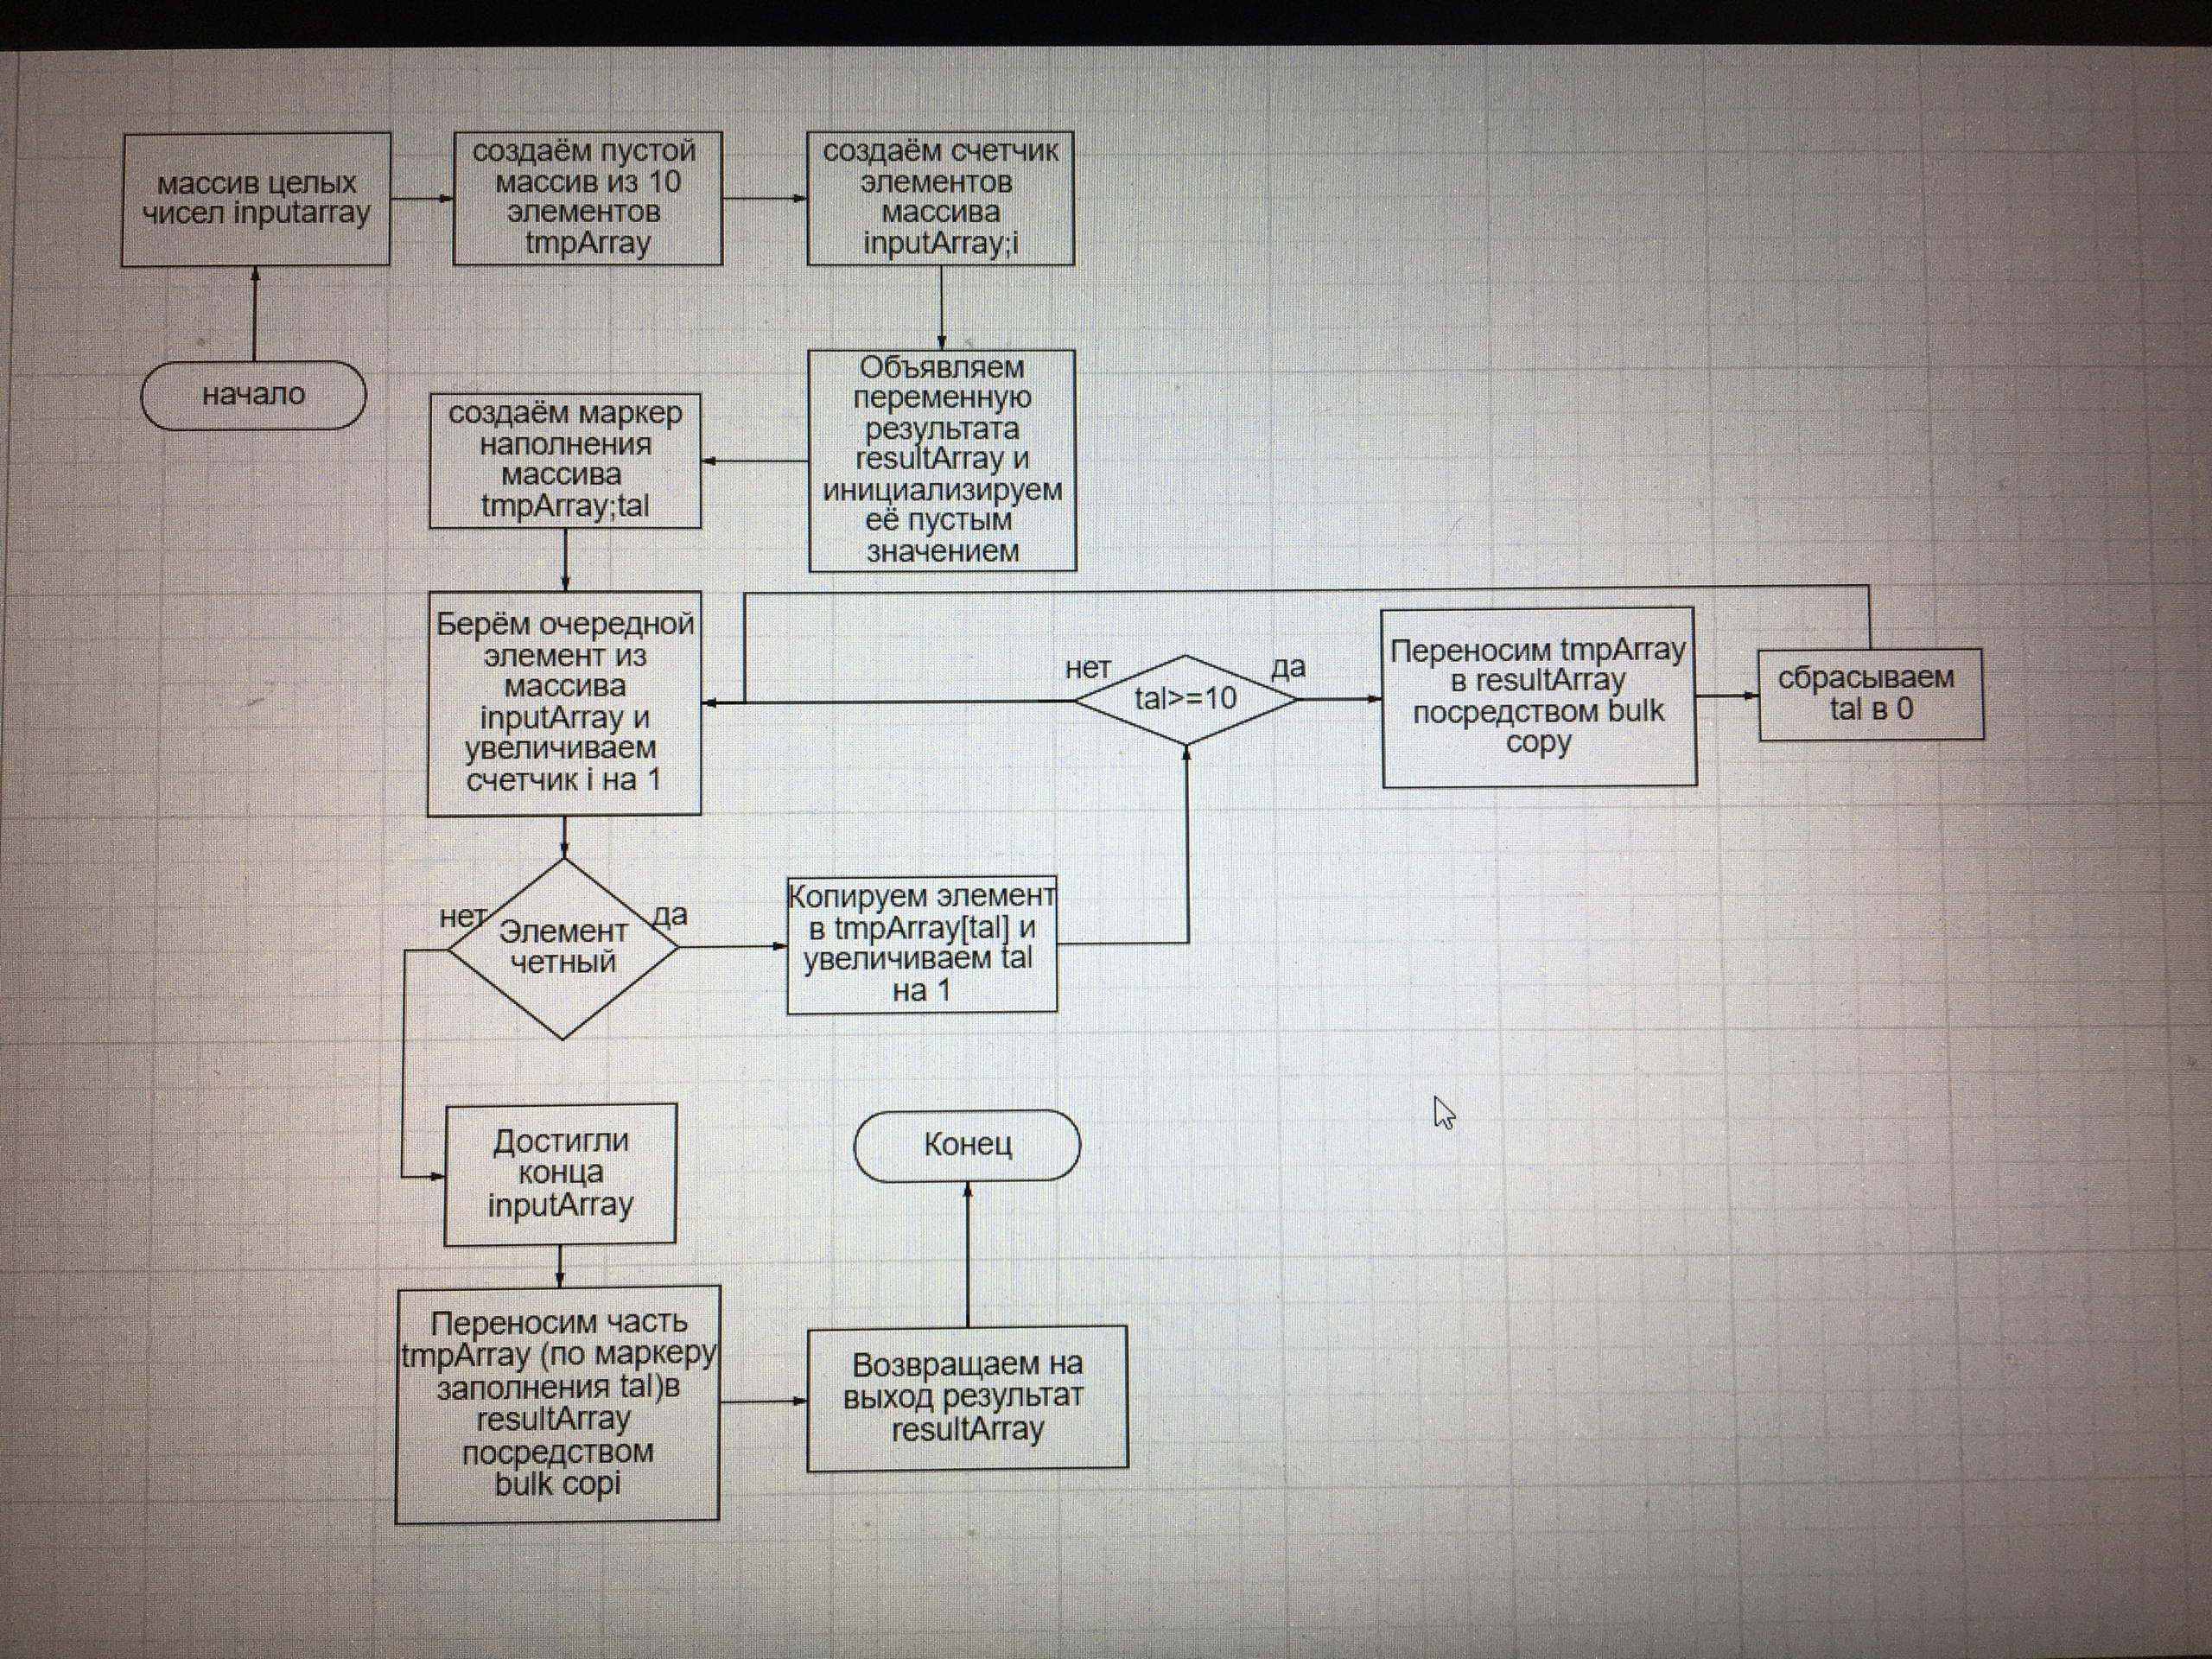 массив целых
чисел inputarray
создаём пустой
массив из 10
элементов
tmpArray
создаём счетчик
элементов
массива
inputArray;i
начало
Объявляем
переменную
результата
resultArray и
инициализируем
её пустым
значением
создаём маркер
наполнения
массива
tmpArray;tal
Берём очередной
элемент из
массива
inputArray и
увеличиваем
счетчик i на 1
нет
tal>=10
да
Переносим tmpArray
в resultArray
посредством bulk
copy
сбрасываем
tal в 0
нет
Элемент
четный
да
Копируем элемент
в tmpArray[tal] и
увеличиваем tal
на 1
Достигли
конца
inputArray
Конец
Переносим часть
tmpArray (по маркеру
заполнения tal)в
resultArray
посредством
bulk copi
Возвращаем на
выход результат
resultArray